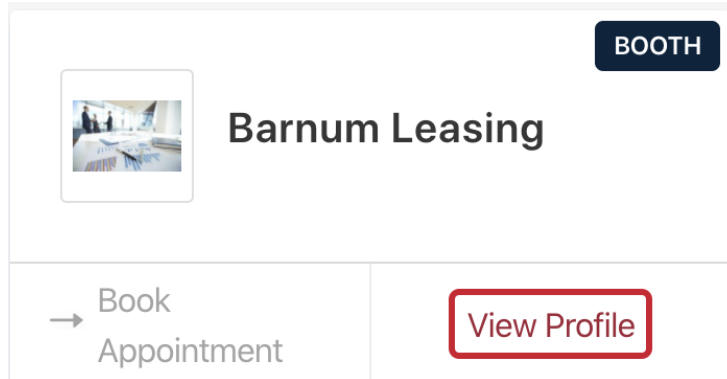 BOOTH
Barnum Leasing
Book
Appointment
View Profile